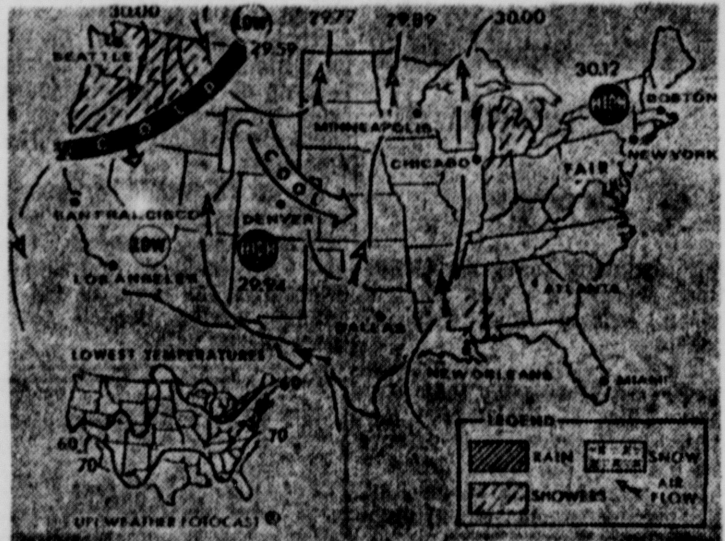 30.00
LOW
29.77
29.89
30.00
SEATTLE
29.59
30.12
HIGH
BOSTON
MINNEAPOLIS
COLD
NEW YORK
CHICAGO
FAIR
COOL
SAN FRANCISCO
DENVER
LOW
HIGH
LOS ANGELES
29.94
ATLANTA
DALLAS
LOWEST TEMPERATURES
NEW ORLEANS
MIAMI
60
LEGEND
RAIN
SNOW
60
70
70
SHOWERS
AIR
FLOW
UPI WEATHER FOTOCAST ©